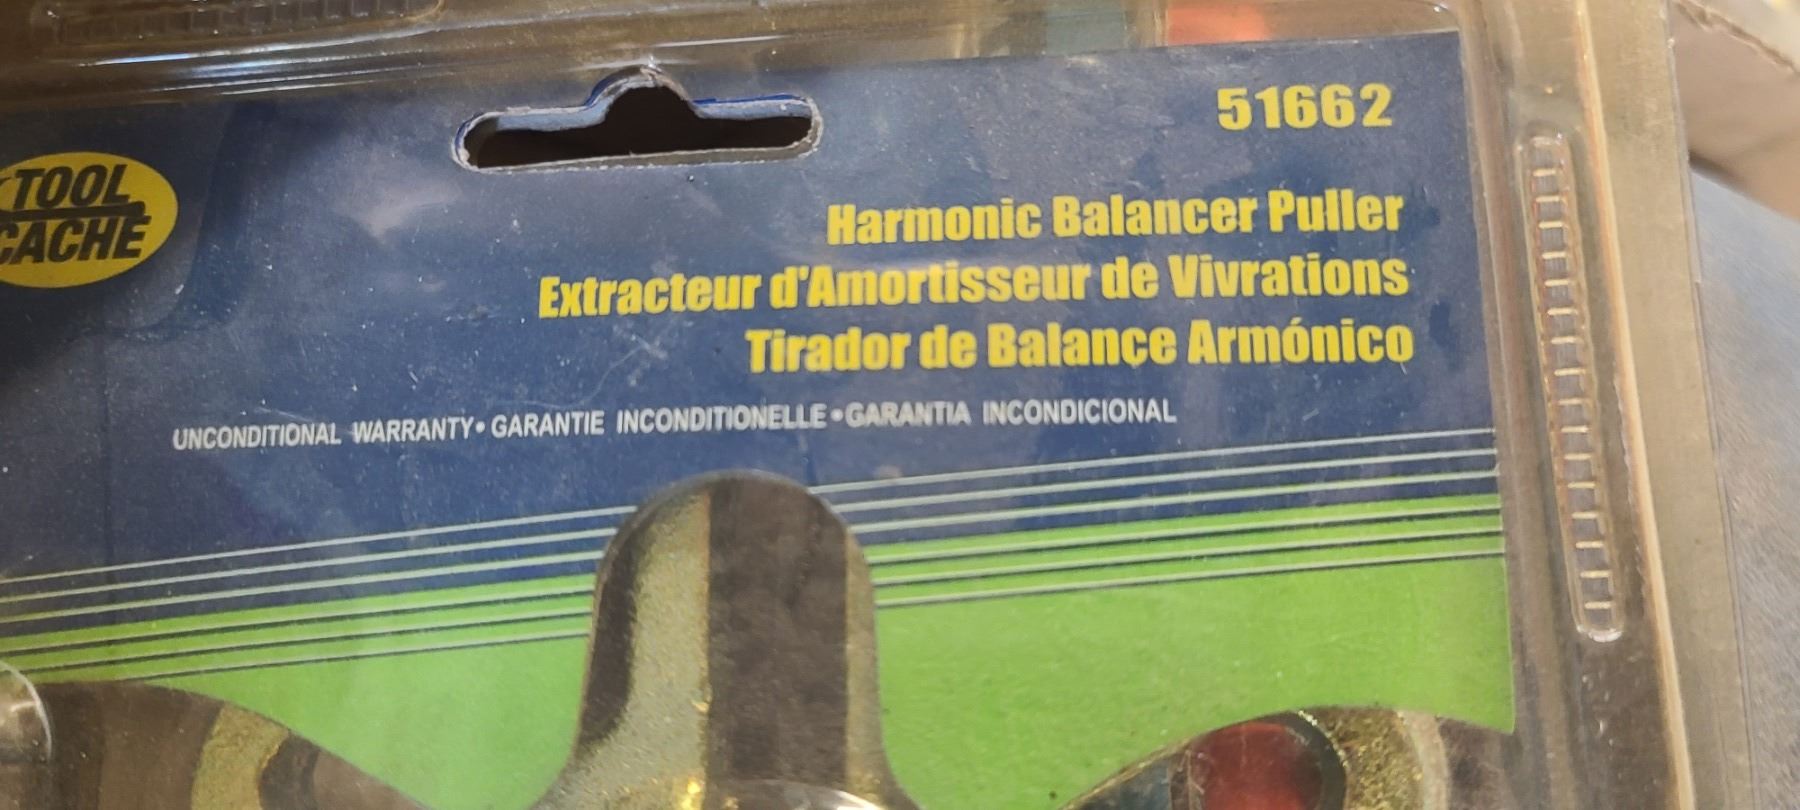 51662
TOOL
CACHE
Harmonic Balancer Puller
Extracteur d'Amortisseur de Vivrations
Tirador de Balance Armónico
UNCONDITIONAL WARRANTY•GARANTIE INCONDITIONELLE•GARANTIA INCONDICIONAL